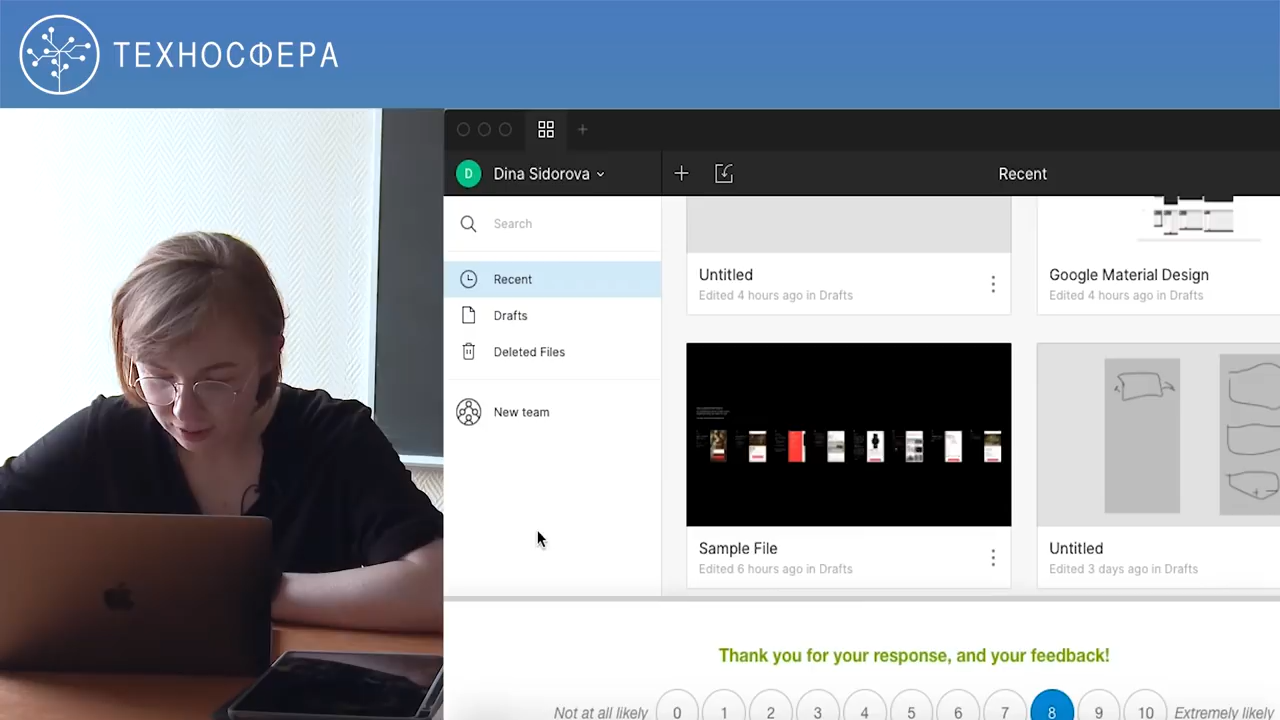 ТЕХНОСФЕРА
D Dina Sidorova
Recent
Search
Recent
Drafts
Deleted Files
New team
Untitled
Edited 4 hours ago in Drafts
Google Material Design
Edited 4 hours ago in Drafts
Sample File
Edited 6 hours ago in Drafts
Untitled
Edited 3 days ago in Drafts
Thank you for your response, and your feedback!
Not at all likely 0 1 2 3 4 5 6 7 8 9 10 Extremely likely